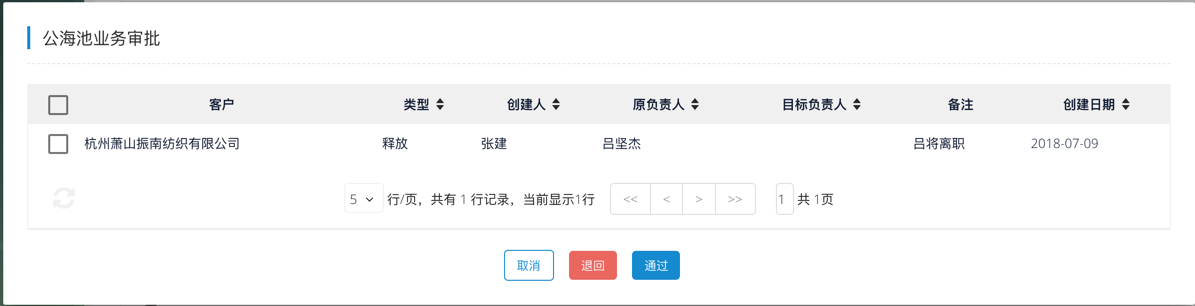 公海池业务审批
客户 类型 创建人 原负责人 目标负责人 备注 创建日期
杭州萧山振南纺织有限公司 释放 张建 吕坚杰 吕将离职 2018-07-09
5 行/页，共有 1 行记录，当前显示1行 << < > >> 1 共 1页
取消 退回 通过